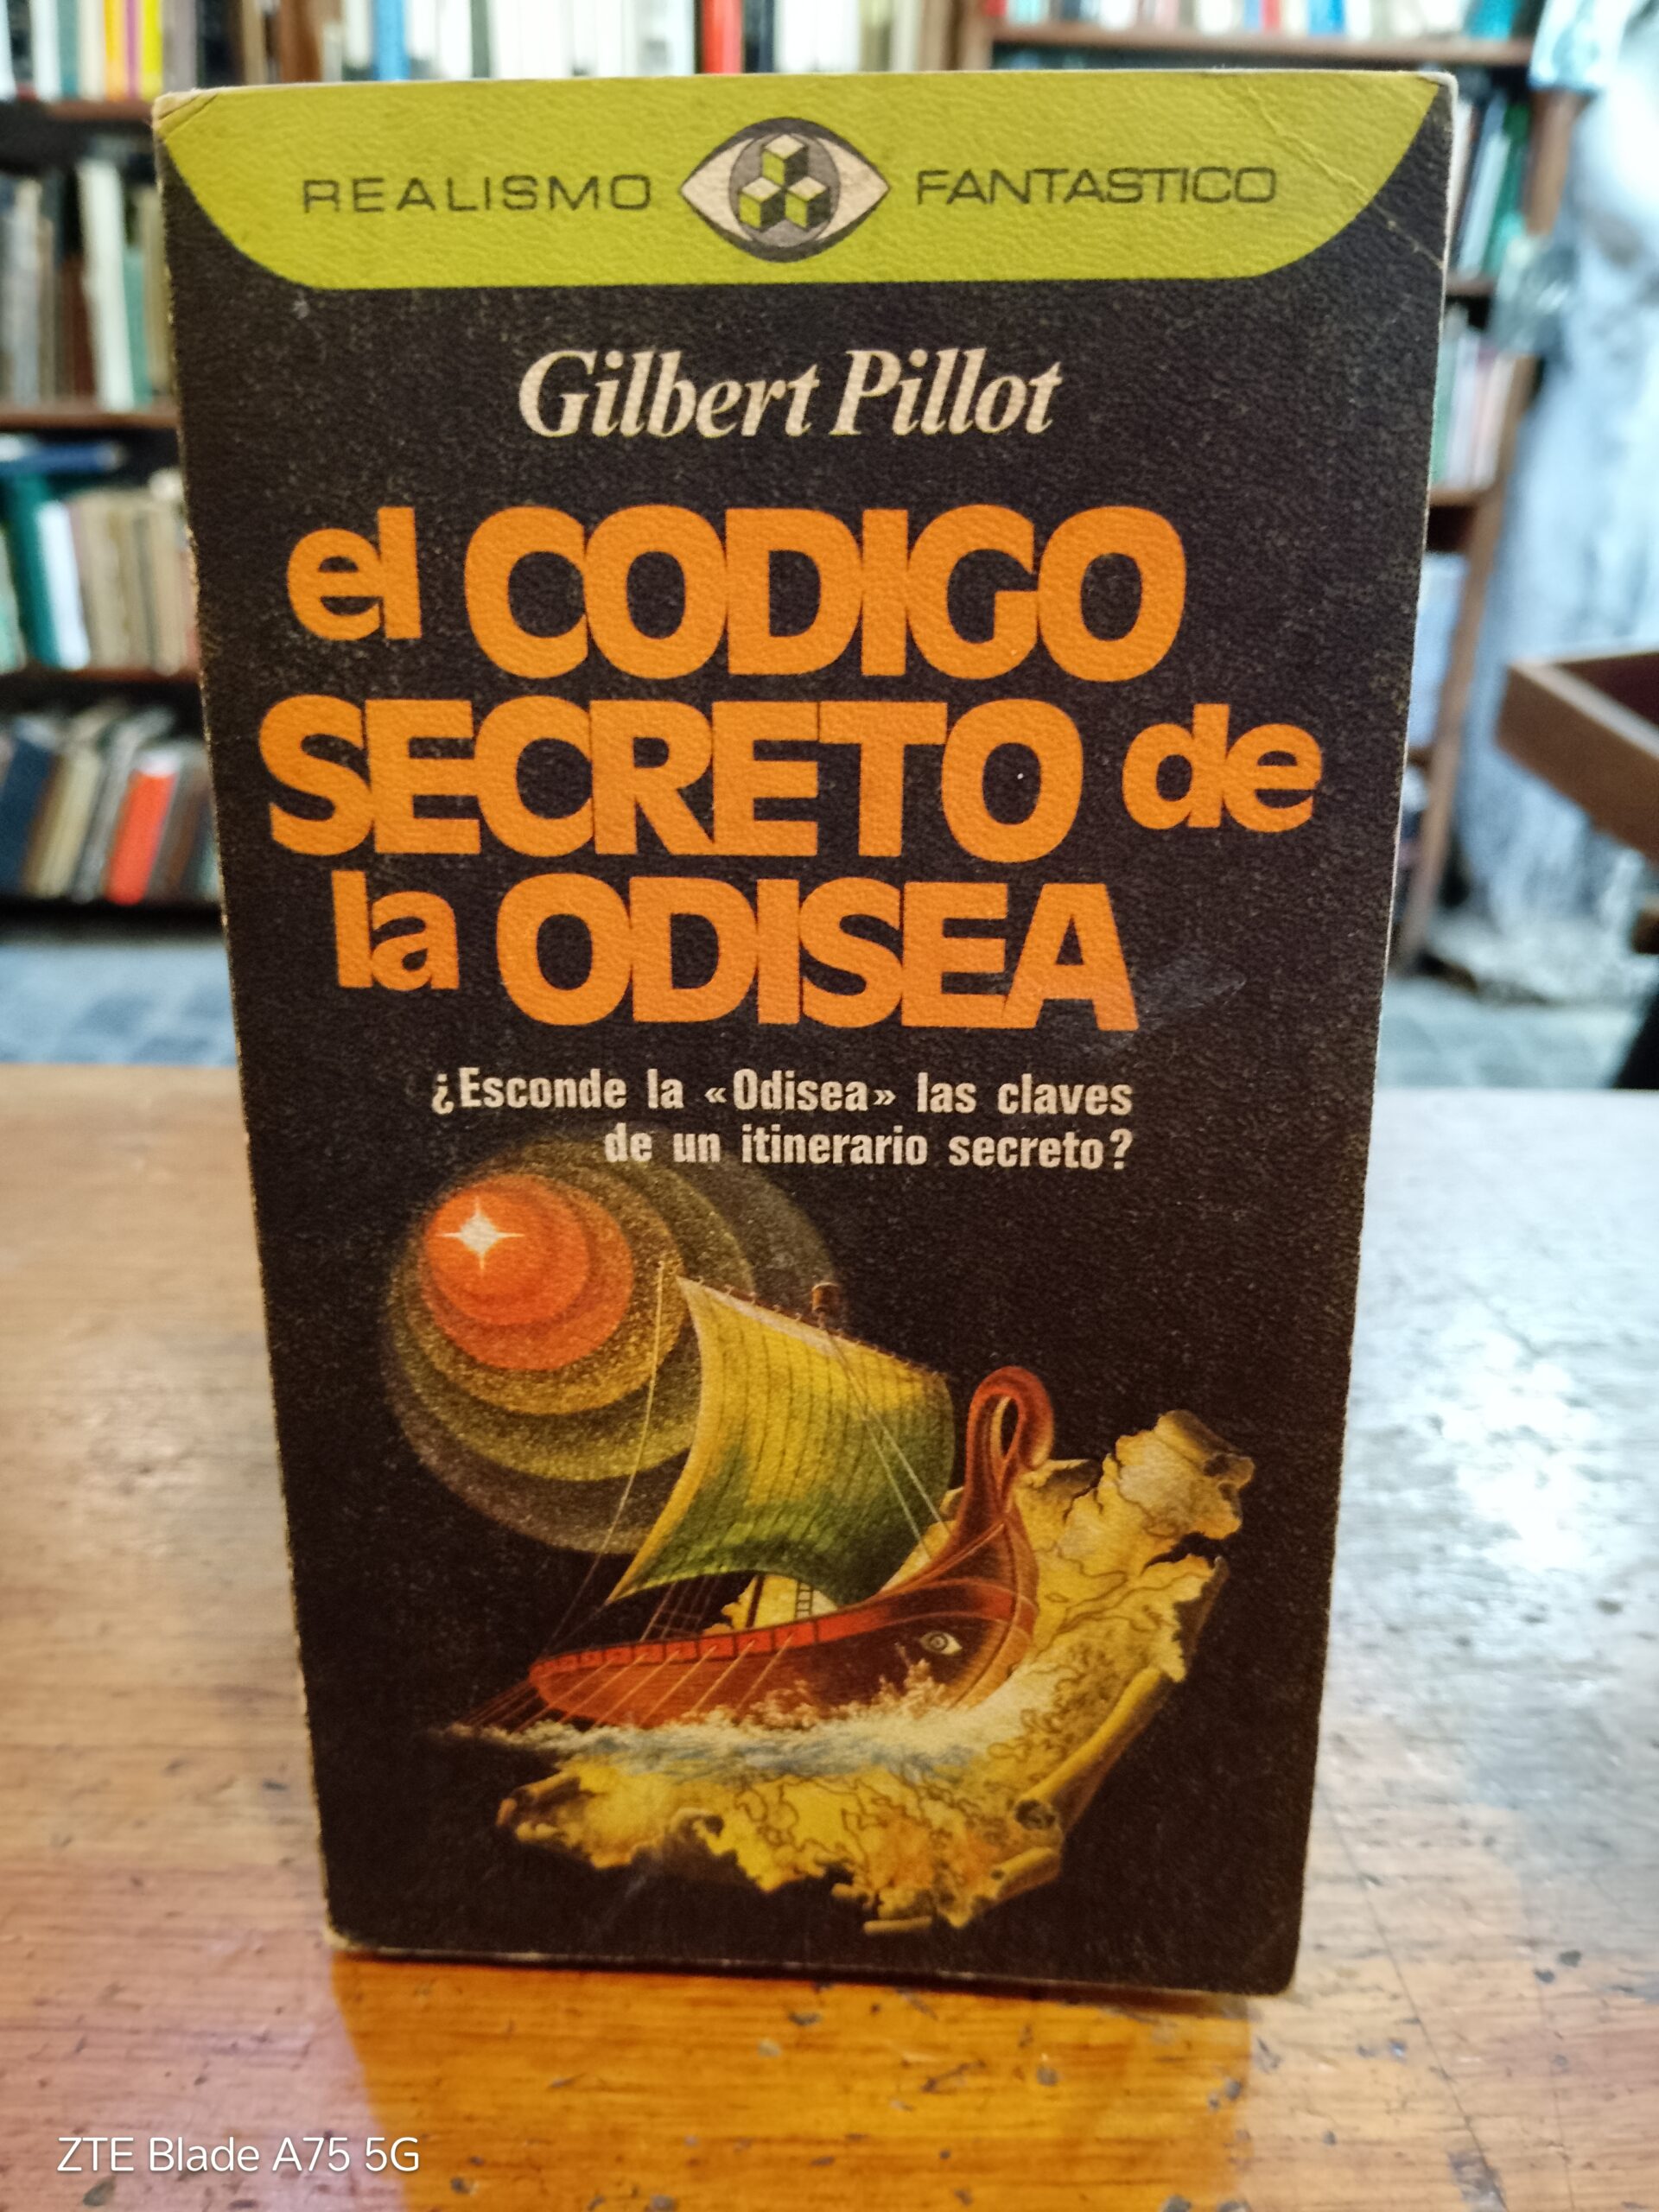 REALISMO FANTASTICO
Gilbert Pillot
el CODIGO
SECRETO de
la ODISEA
¿Esconde la «Odisea» las claves
de un itinerario secreto?
ZTE Blade A75 5G